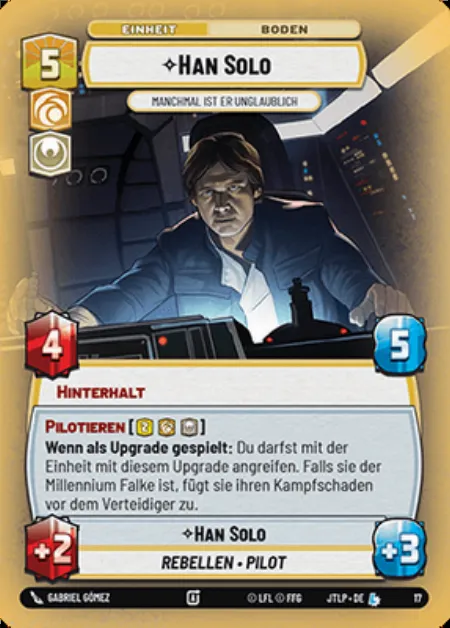 EINHEIT BODEN
5
Han Solo
MANCHMAL IST ER UNGLAUBLICH
4
5
HINTERHALT
PILOTIEREN [2]
Wenn als Upgrade gespielt: Du darfst mit der
Einheit mit diesem Upgrade angreifen. Falls sie der
Millennium Falke ist, fügt sie ihren Kampfschaden
vor dem Verteidiger zu.
+2
Han Solo
+3
REBELLEN • PILOT
GABRIEL GÓMEZ © LFL © FFG JTLP • DE 17